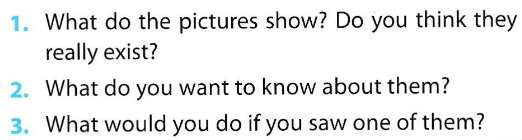 1. What do the pictures show? Do you think they
really exist?
2. What do you want to know about them?
3. What would you do if you saw one of them?